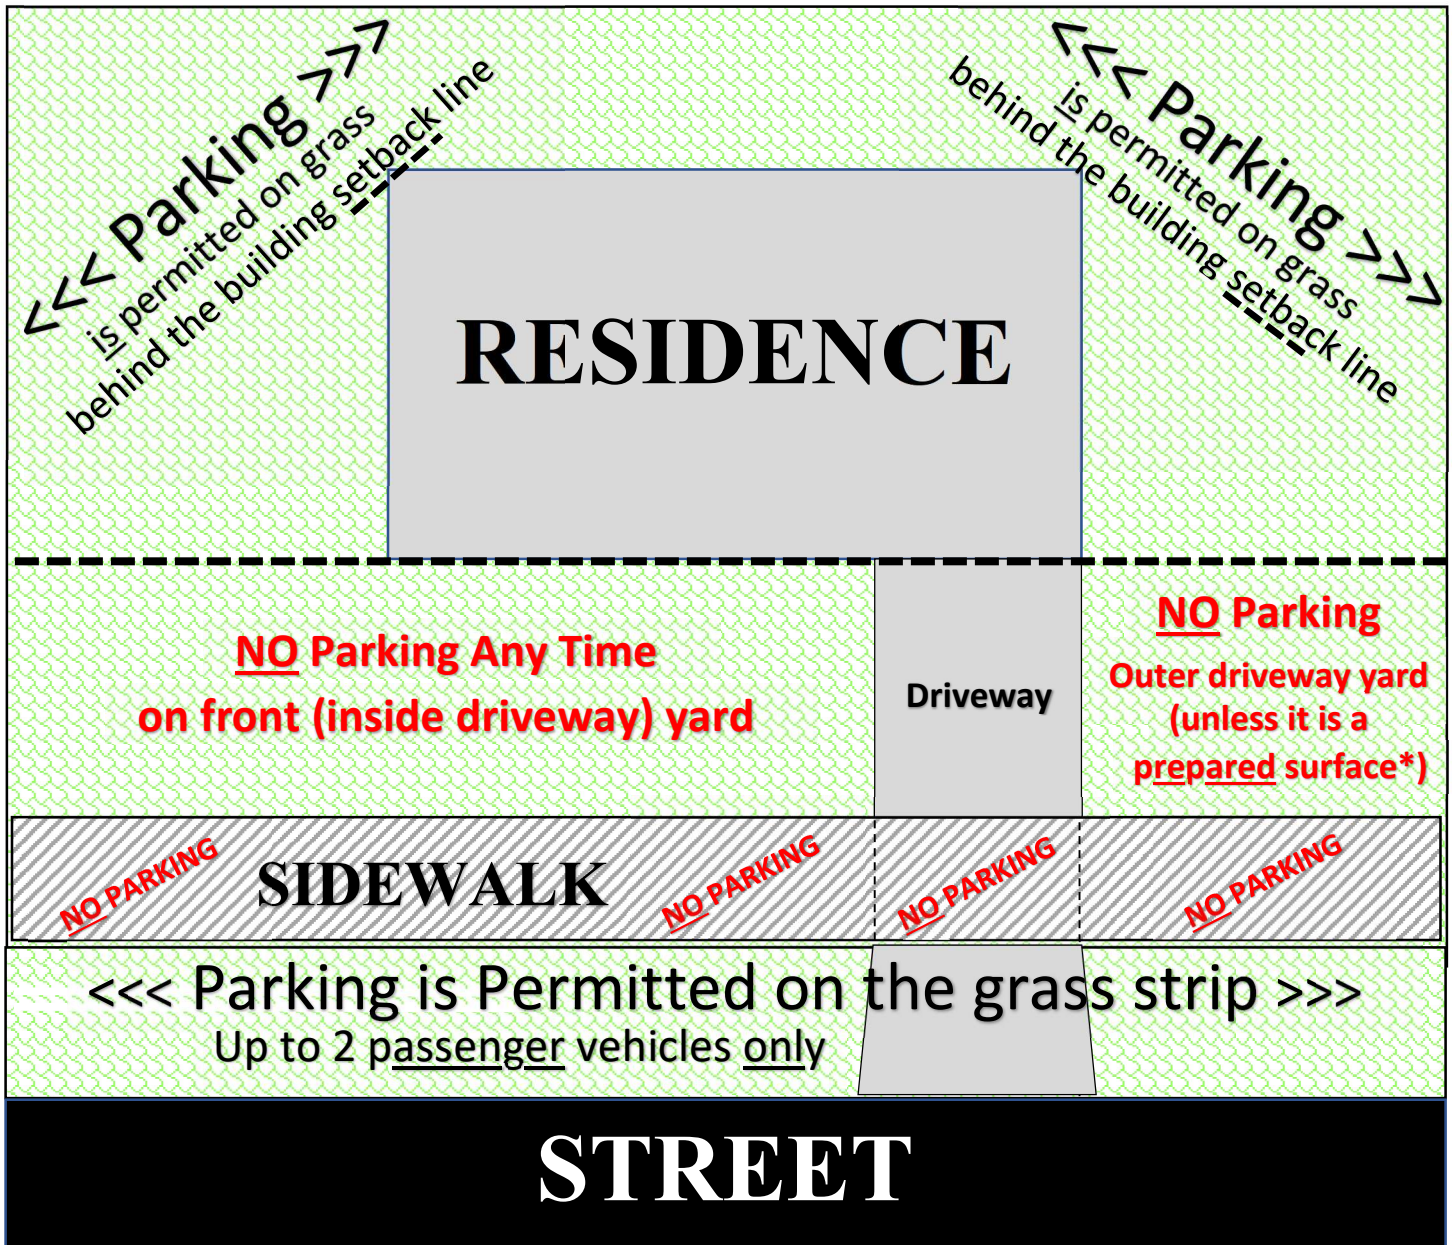 <<< Parking >>>
is permitted on grass
behind the building setback line
<<< Parking >>>
is permitted on grass
behind the building setback line
RESIDENCE
NO Parking Any Time
on front (inside driveway) yard
Driveway
NO Parking
Outer driveway yard
(unless it is a
prepared surface*)
NO PARKING
SIDEWALK
NO PARKING
NO PARKING
NO PARKING
<<< Parking is Permitted on the grass strip >>>
Up to 2 passenger vehicles only
STREET